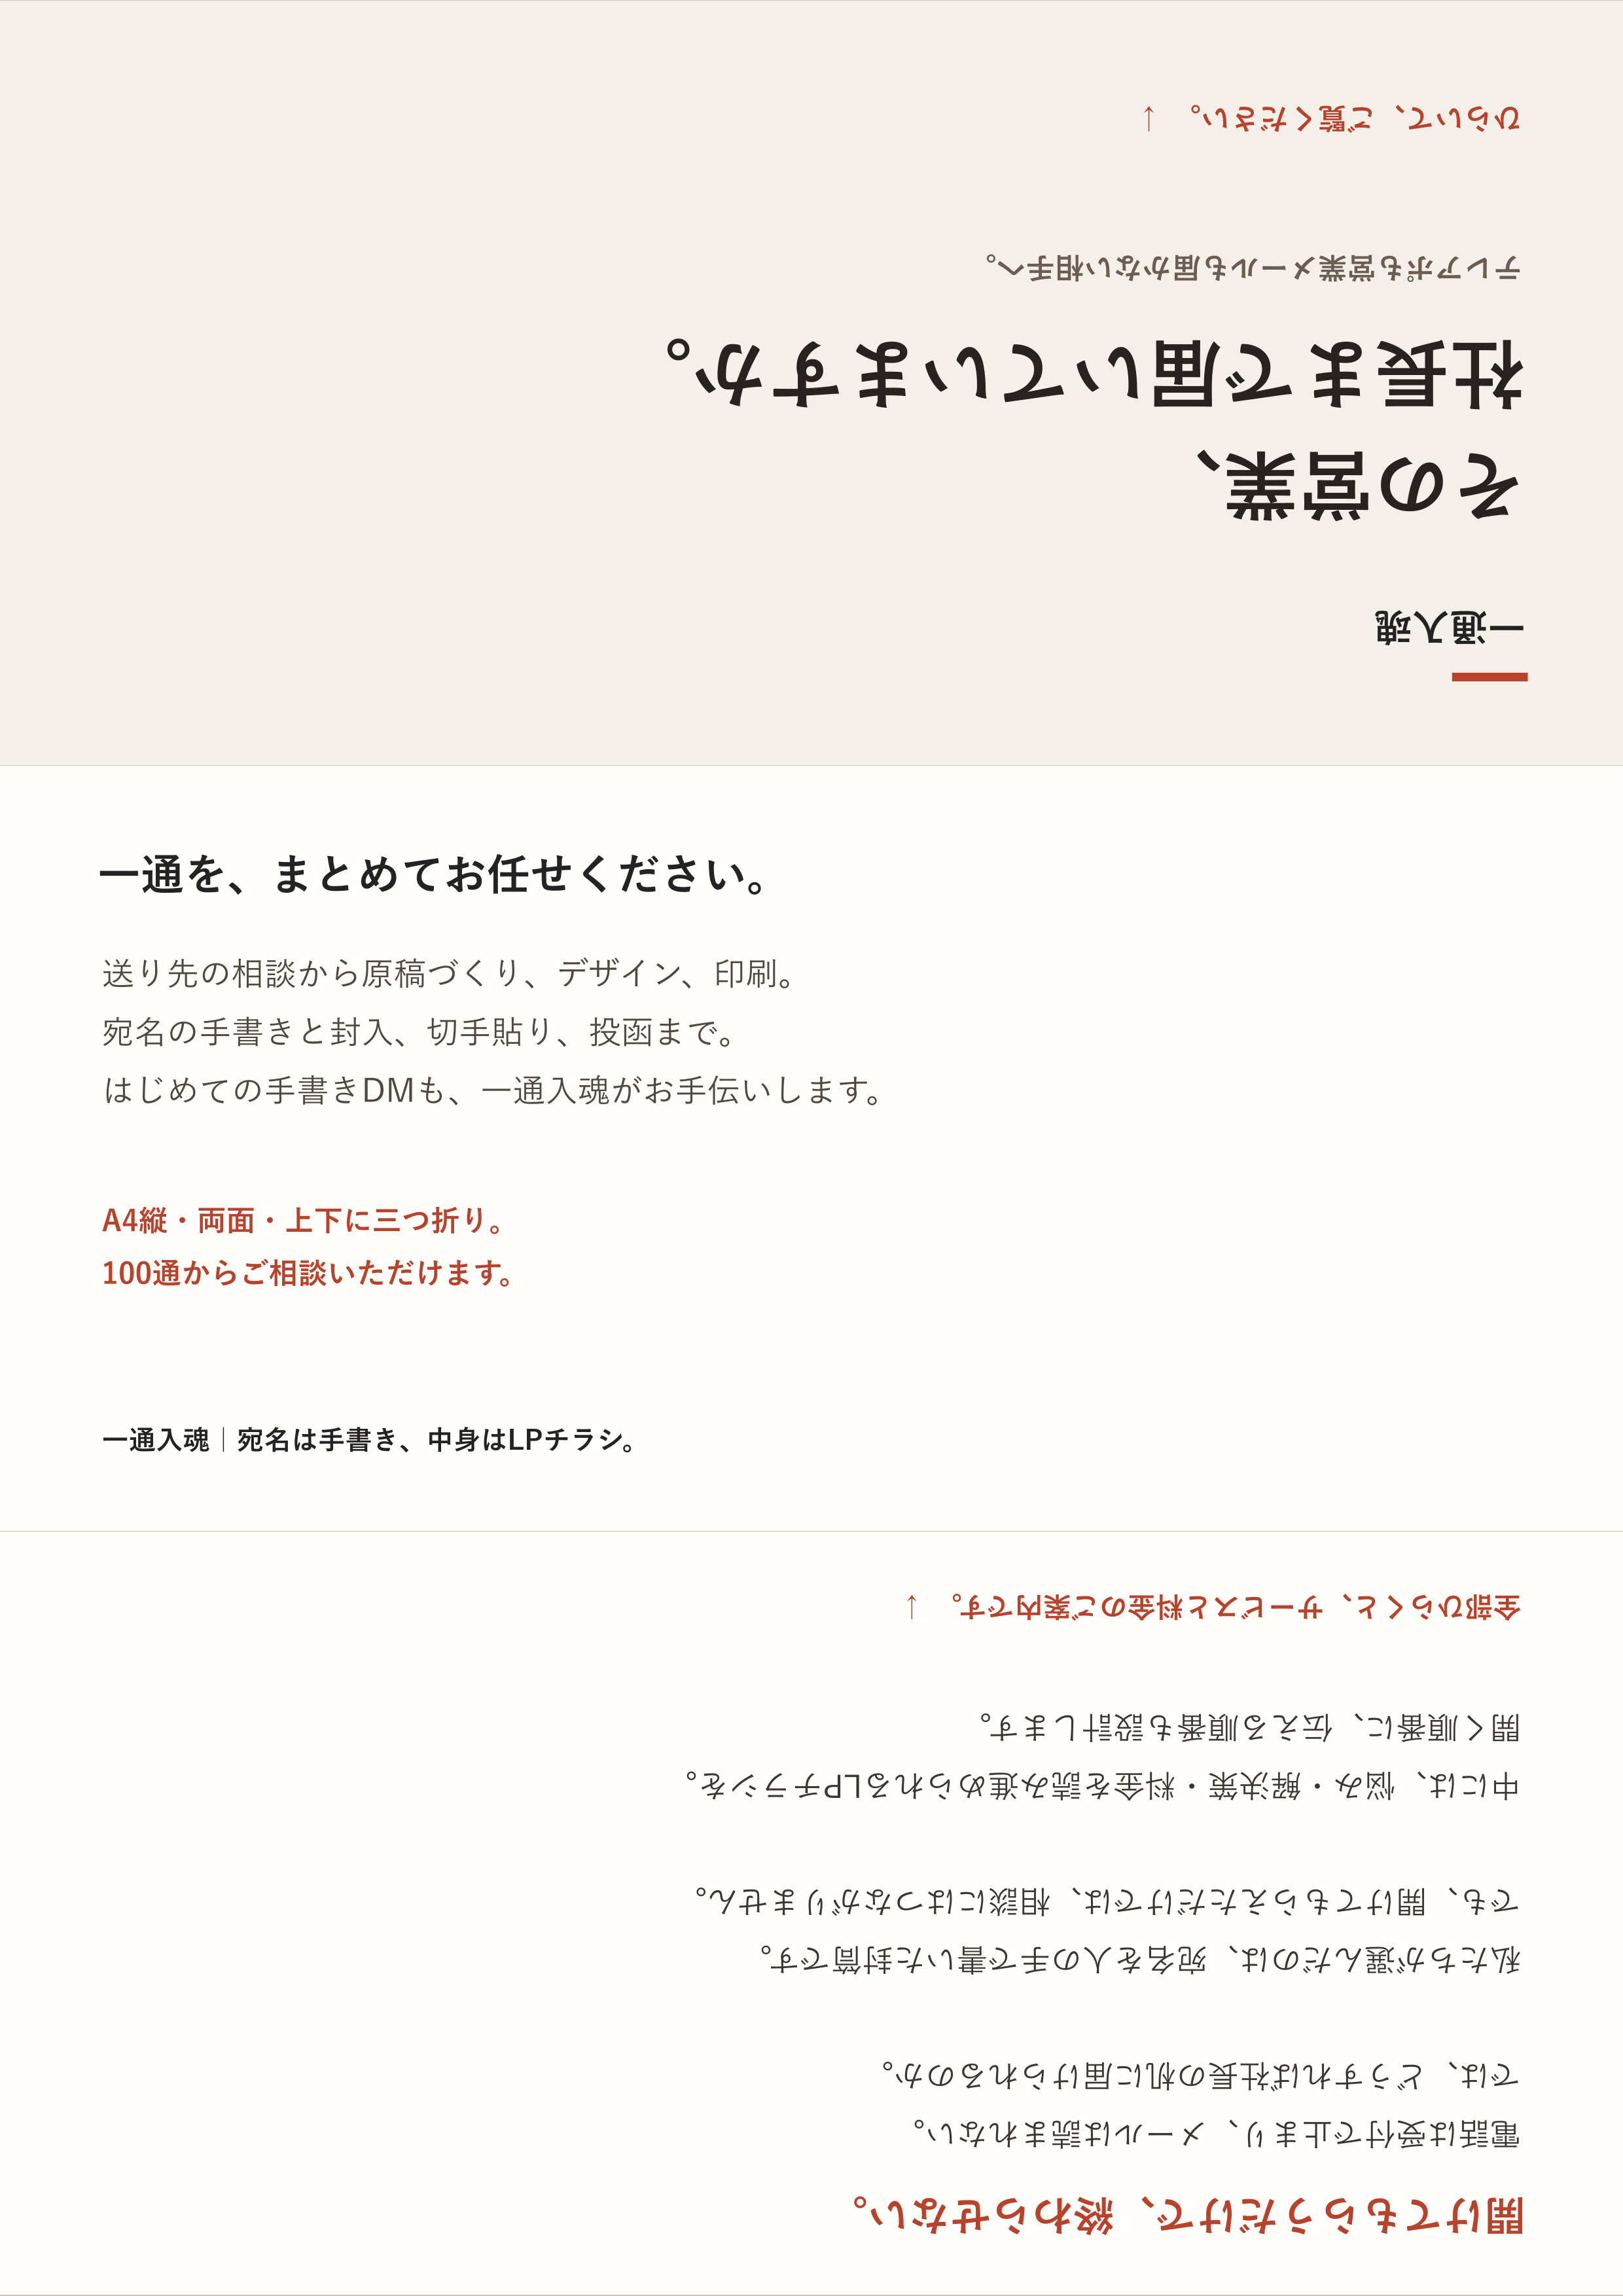 一通入魂
その営業、
社長まで届いていますか。
テレアポも営業メールも届かない相手へ。
ひらいて、ご覧ください。 ↓
一通を、まとめてお任せください。
送り先の相談から原稿づくり、デザイン、印刷。
宛名の手書きと封入、切手貼り、投函まで。
はじめての手書きDMも、一通入魂がお手伝いします。
A4縦・両面・上下に三つ折り。
100通からご相談いただけます。
一通入魂｜宛名は手書き、中身はLPチラシ。
開けてもらうだけで、終わらせない。
電話は受付で止まり、メールは読まれない。
では、どうすれば社長の机に届けられるのか。
私たちが選んだのは、宛名を人の手で書いた封筒です。
でも、開けてもらえただけでは、相談にはつながりません。
中には、悩み・解決策・料金を読み進められるLPチラシを。
開く順番に、伝える順番も設計します。
全部ひらくと、サービスと料金のご案内です。 ↓